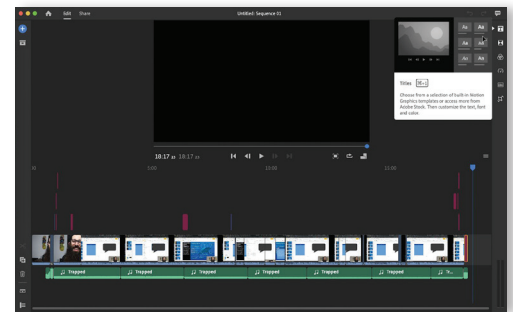 Edit Share
Untitled: Sequence 01
Aa Aa
Aa Aa
Aa Aa
Titles
Choose from a selection of built-in Motion
Graphics templates or access more from
Adobe Stock. Then customize the text, font
and color.
18:17 18:17
Trapped Trapped Trapped Trapped Trapped Trapped